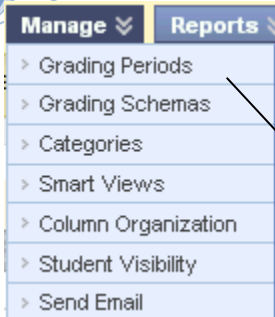 Manage Reports
Grading Periods
Grading Schemas
Categories
Smart Views
Column Organization
Student Visibility
Send Email